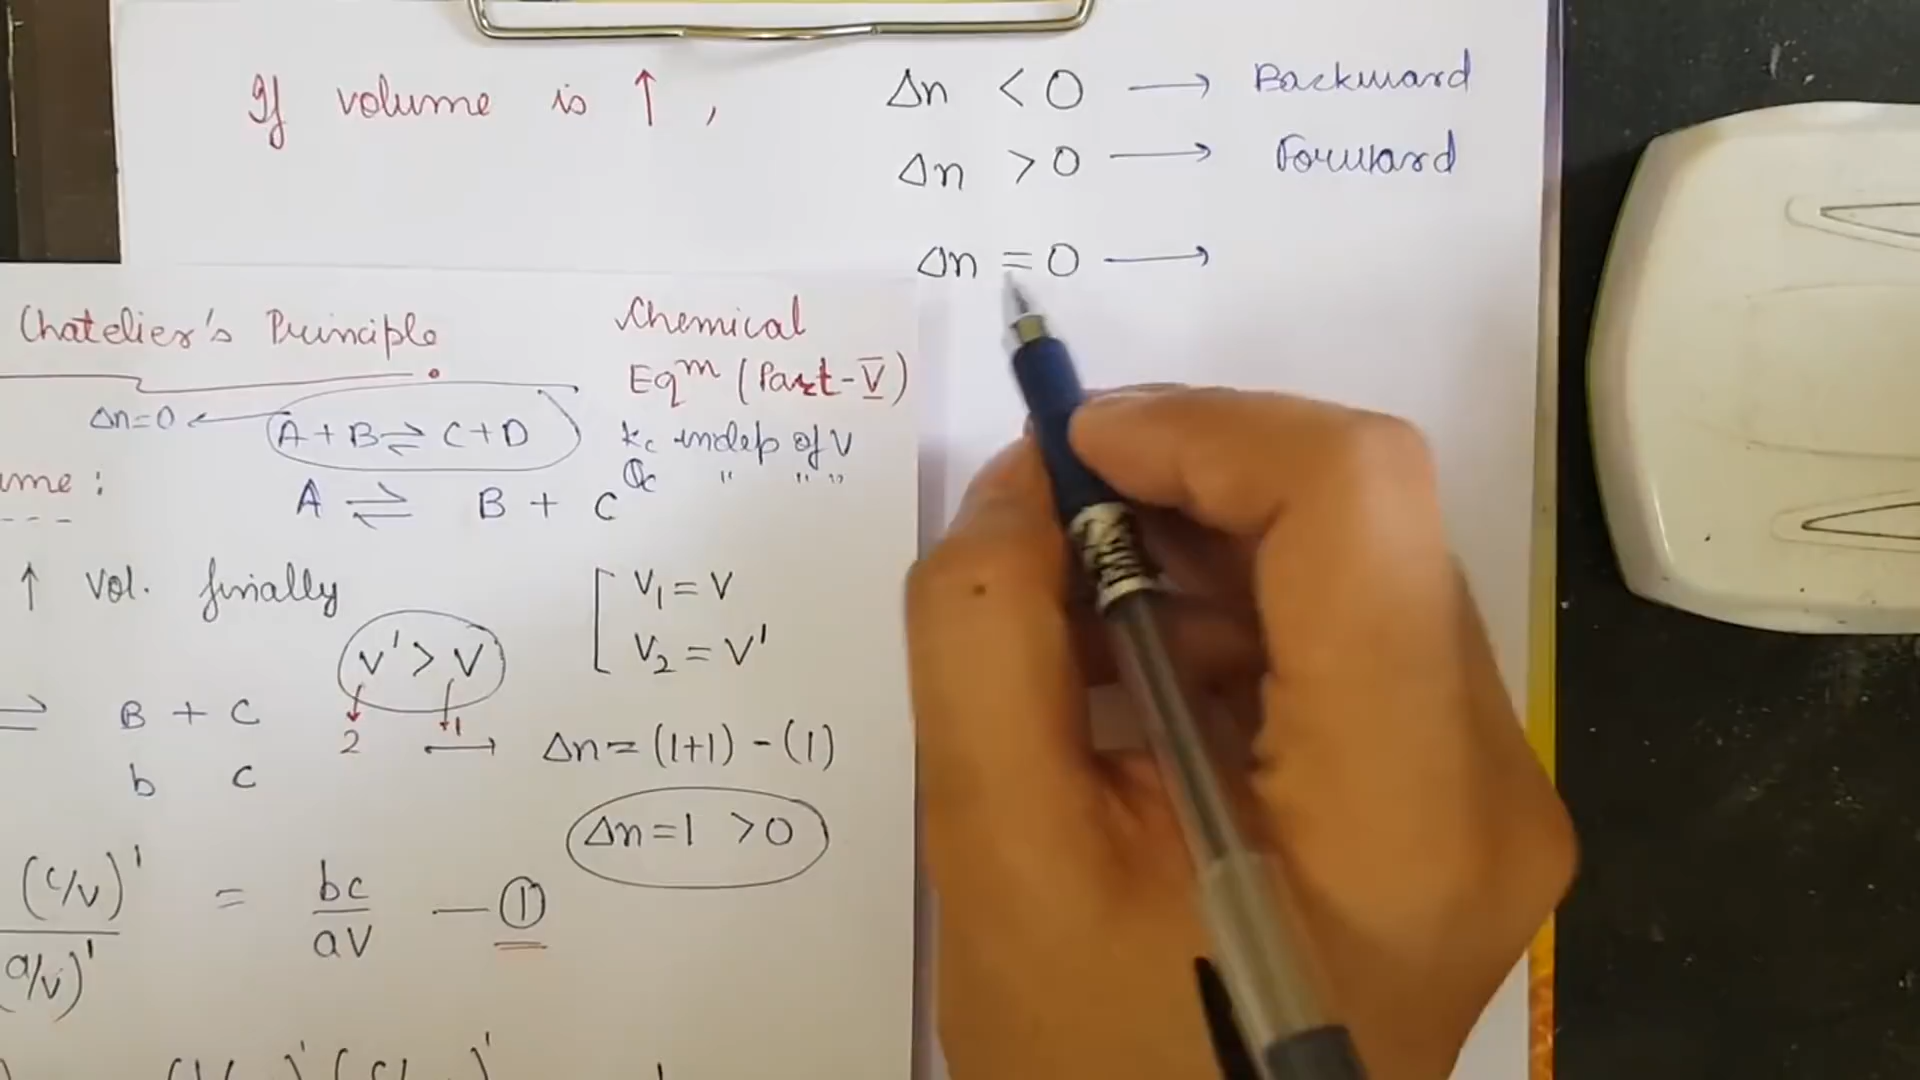 If volume is ↑ ,
Δn < 0 → Backward
Δn > 0 → Forward
Δn = 0 →
Chatelier's Principle
Chemical
Eqm (Part-V)
Δn=0 ← A + B ⇌ C + D
Kc indep of V
Qc " " "
ume :
A ⇌ B + C
↑ Vol. finally
V1 = V
V2 = V'
V' > V
2 1
⇌ B + C
b c
Δn = (1+1) - (1)
Δn = 1 > 0
(c/v)' = bc/aV — ①
(a/v)'